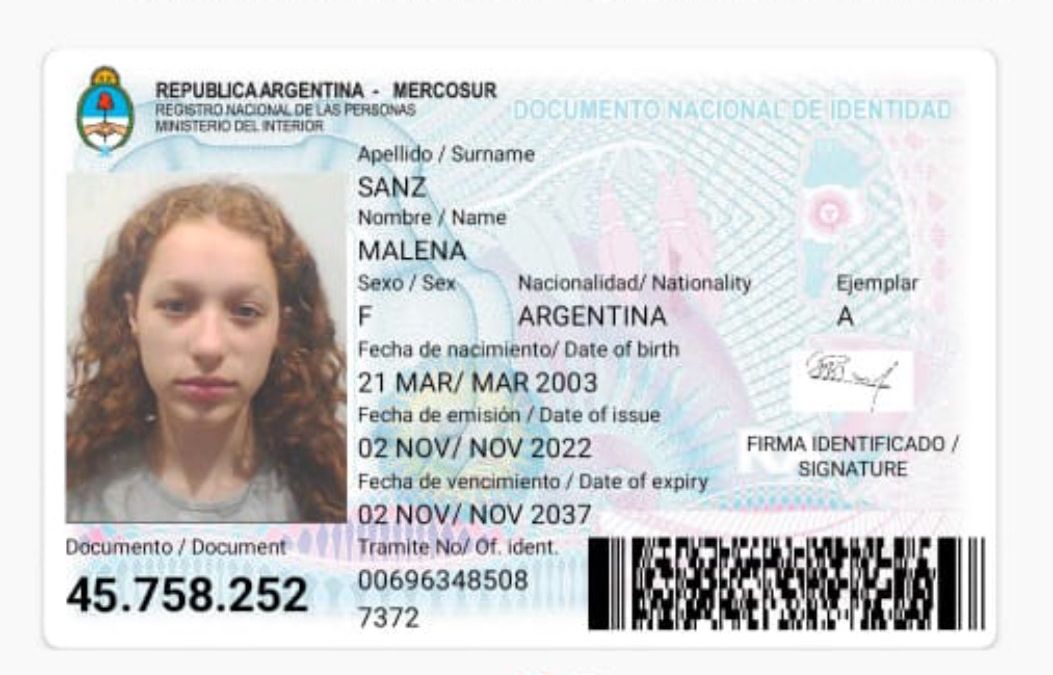 REPUBLICA ARGENTINA - MERCOSUR
REGISTRO NACIONAL DE LAS PERSONAS
MINISTERIO DEL INTERIOR
DOCUMENTO NACIONAL DE IDENTIDAD
Apellido / Surname
SANZ
Nombre / Name
MALENA
Sexo / Sex Nacionalidad/ Nationality Ejemplar
F ARGENTINA A
Fecha de nacimiento/ Date of birth
21 MAR/ MAR 2003
Fecha de emisión / Date of issue
02 NOV/ NOV 2022
Fecha de vencimiento / Date of expiry
02 NOV/ NOV 2037
FIRMA IDENTIFICADO /
SIGNATURE
Documento / Document
45.758.252
Tramite No/ Of. ident.
00696348508
7372